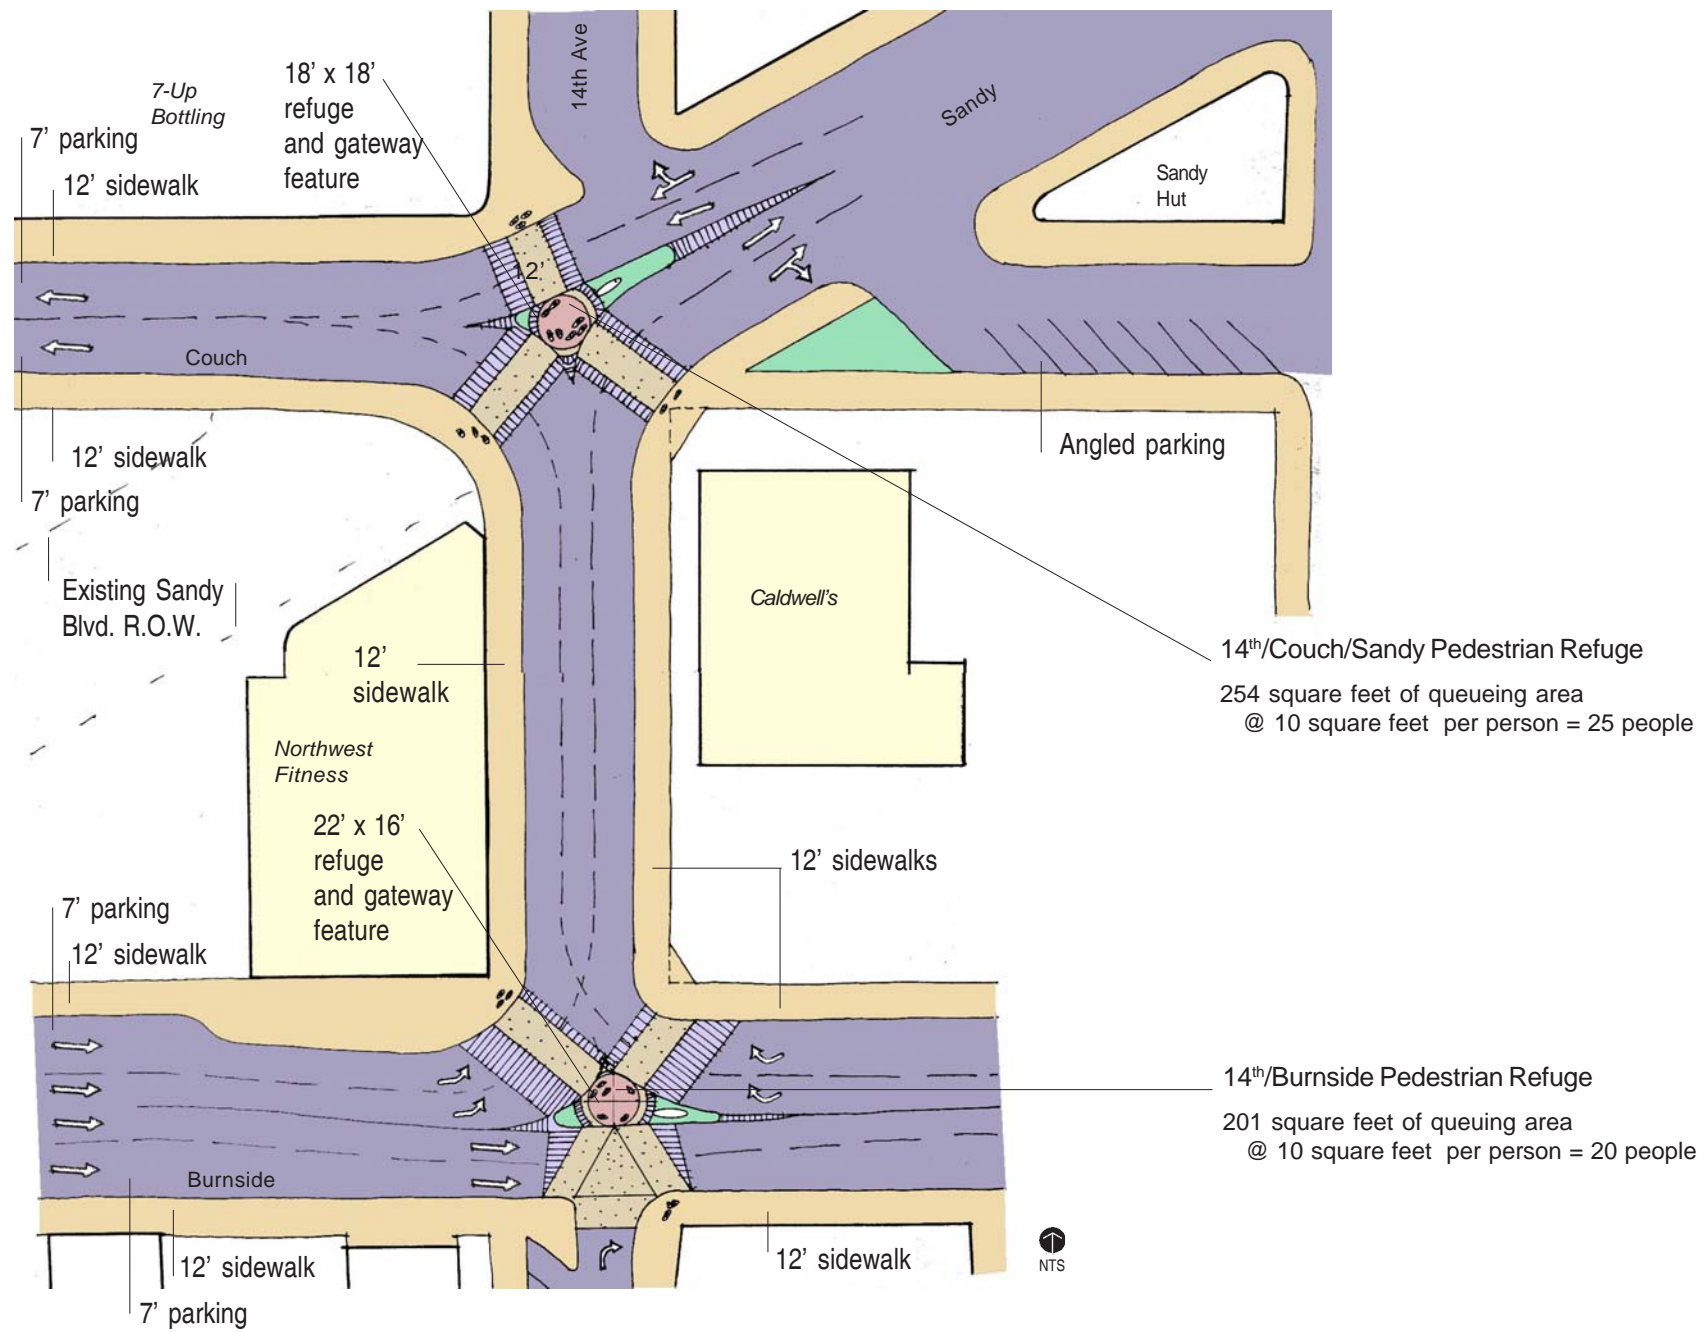 14th Ave
18' x 18'
refuge
and gateway
feature
7-Up
Bottling
7' parking
12' sidewalk
Sandy
Sandy
Hut
12'
Couch
12' sidewalk
7' parking
Angled parking
Existing Sandy
Blvd. R.O.W.
Caldwell's
12'
sidewalk
14th/Couch/Sandy Pedestrian Refuge
254 square feet of queueing area
@ 10 square feet per person = 25 people
Northwest
Fitness
22' x 16'
refuge
and gateway
feature
12' sidewalks
7' parking
12' sidewalk
14th/Burnside Pedestrian Refuge
201 square feet of queuing area
@ 10 square feet per person = 20 people
Burnside
12' sidewalk
7' parking
12' sidewalk
NTS